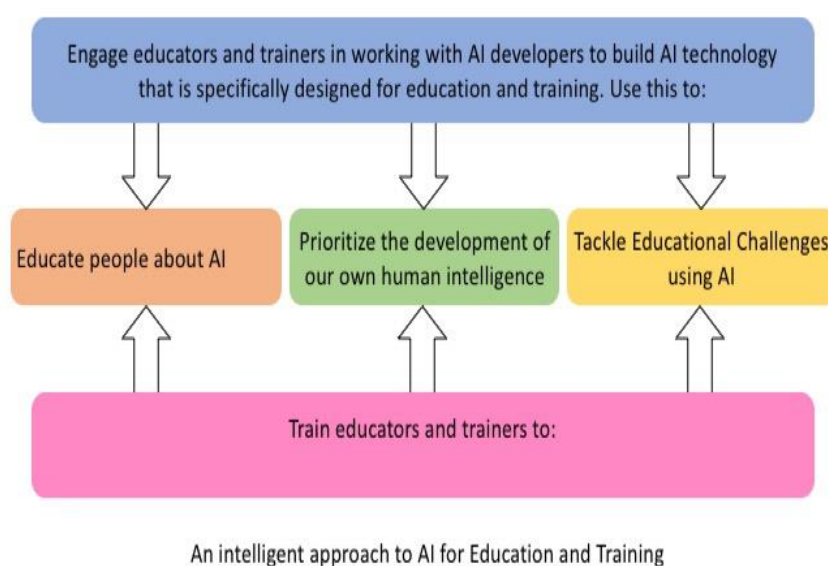 Engage educators and trainers in working with AI developers to build AI technology
that is specifically designed for education and training. Use this to:
Educate people about AI
Prioritize the development of
our own human intelligence
Tackle Educational Challenges
using AI
Train educators and trainers to:
An intelligent approach to AI for Education and Training